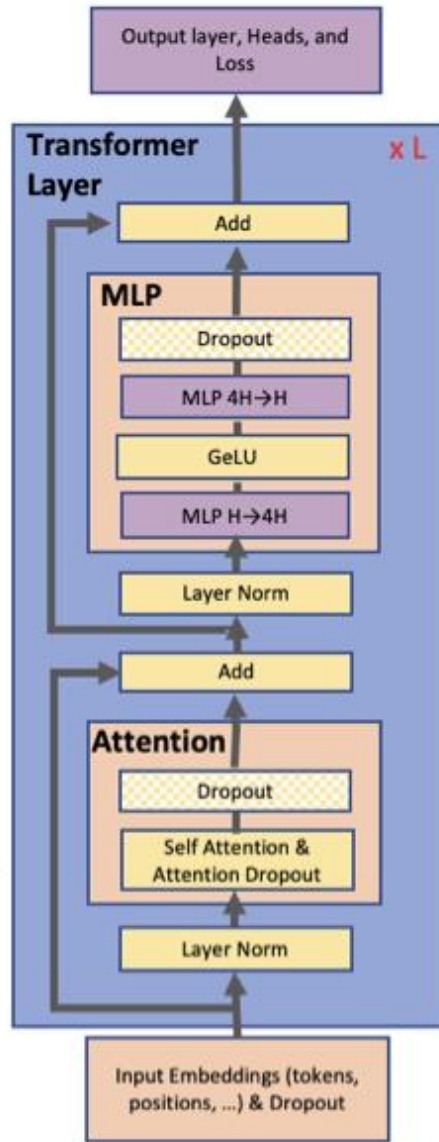 Output layer, Heads, and
Loss
Transformer
Layer
x L
Add
MLP
Dropout
MLP 4H→H
GeLU
MLP H→4H
Layer Norm
Add
Attention
Dropout
Self Attention &
Attention Dropout
Layer Norm
Input Embeddings (tokens,
positions, ...) & Dropout